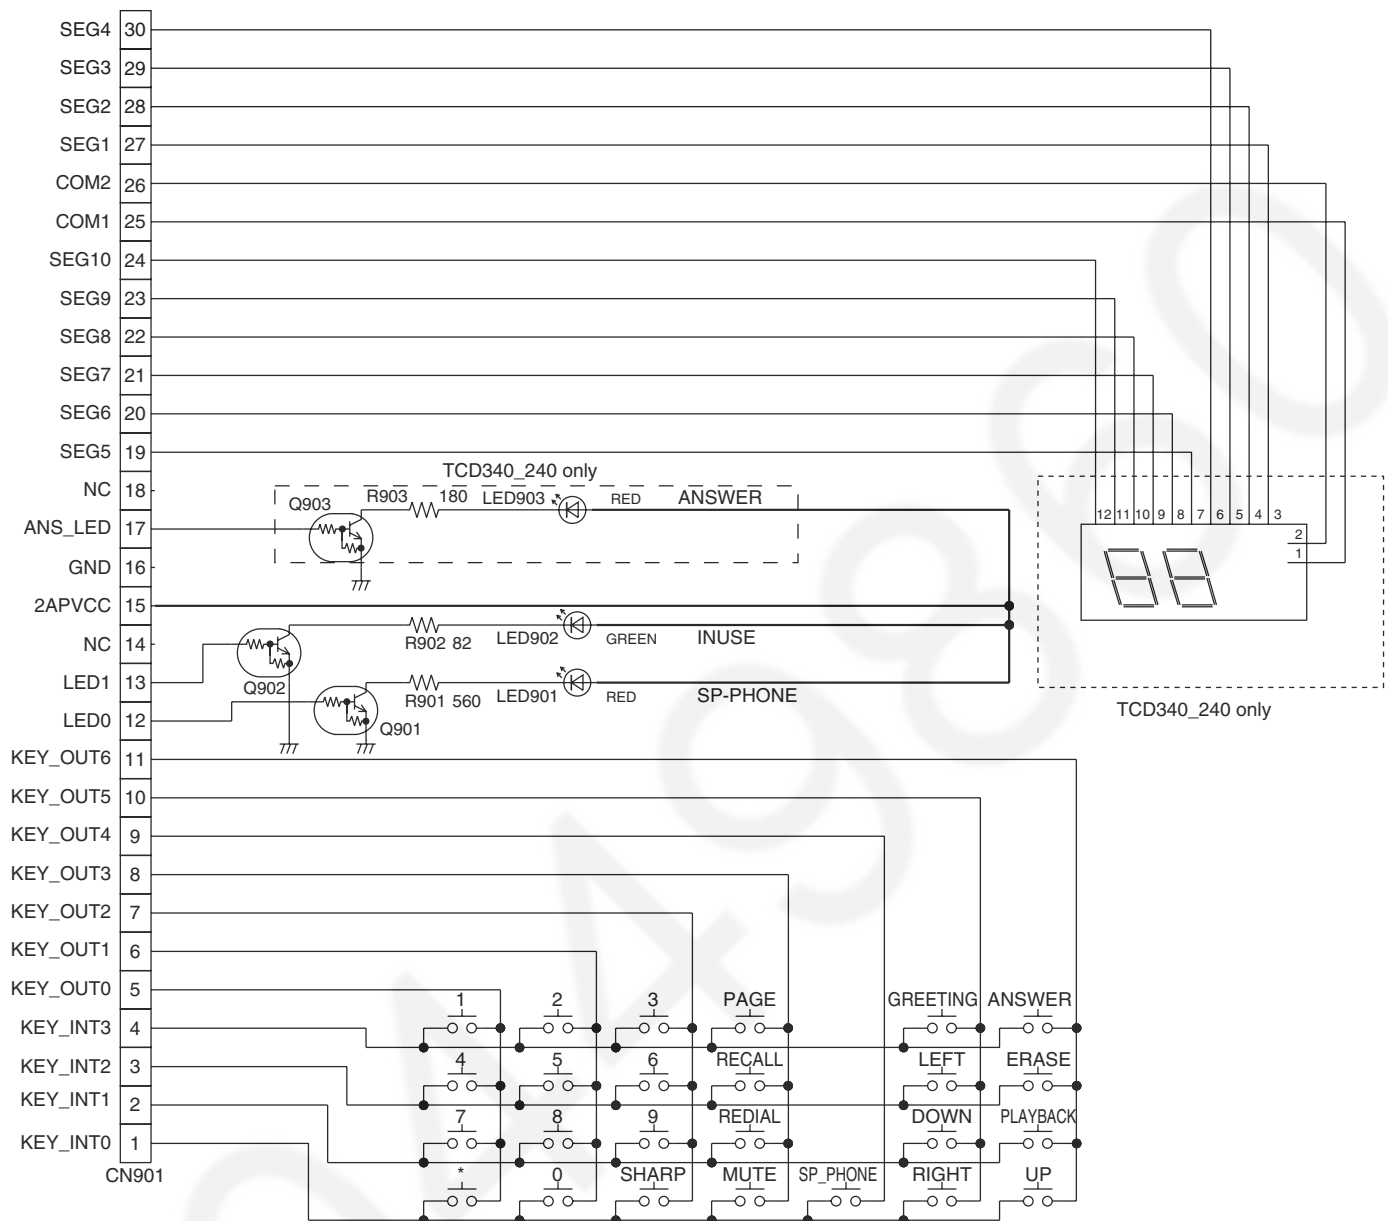 SEG4 30
SEG3 29
SEG2 28
SEG1 27
COM2 26
COM1 25
SEG10 24
SEG9 23
SEG8 22
SEG7 21
SEG6 20
SEG5 19
TCD340_240 only
NC 18
Q903 R903 180 LED903 RED ANSWER
12 11 10 9 8 7 6 5 4 3
ANS_LED 17
2
1
GND 16
2APVCC 15
NC 14
R902 82 LED902 GREEN INUSE
LED1 13
Q902
R901 560 LED901 RED SP-PHONE
TCD340_240 only
LED0 12
Q901
KEY_OUT6 11
KEY_OUT5 10
KEY_OUT4 9
KEY_OUT3 8
KEY_OUT2 7
KEY_OUT1 6
KEY_OUT0 5
1 2 3 PAGE GREETING ANSWER
KEY_INT3 4
4 5 6 RECALL LEFT ERASE
KEY_INT2 3
KEY_INT1 2
7 8 9 REDIAL DOWN PLAYBACK
KEY_INT0 1
CN901
* 0 SHARP MUTE SP_PHONE RIGHT UP